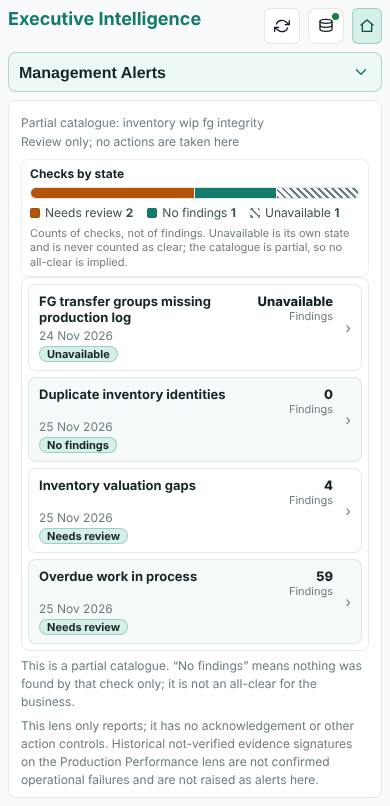 Executive Intelligence
Management Alerts
Partial catalogue: inventory wip fg integrity
Review only; no actions are taken here
Checks by state
Needs review 2 No findings 1 Unavailable 1
Counts of checks, not of findings. Unavailable is its own state
and is never counted as clear; the catalogue is partial, so no
all-clear is implied.
FG transfer groups missing
production log
Unavailable
Findings
24 Nov 2026
Unavailable
Duplicate inventory identities
0
Findings
25 Nov 2026
No findings
Inventory valuation gaps
4
Findings
25 Nov 2026
Needs review
Overdue work in process
59
Findings
25 Nov 2026
Needs review
This is a partial catalogue. “No findings” means nothing was
found by that check only; it is not an all-clear for the
business.
This lens only reports; it has no acknowledgement or other
action controls. Historical not-verified evidence signatures
on the Production Performance lens are not confirmed
operational failures and are not raised as alerts here.